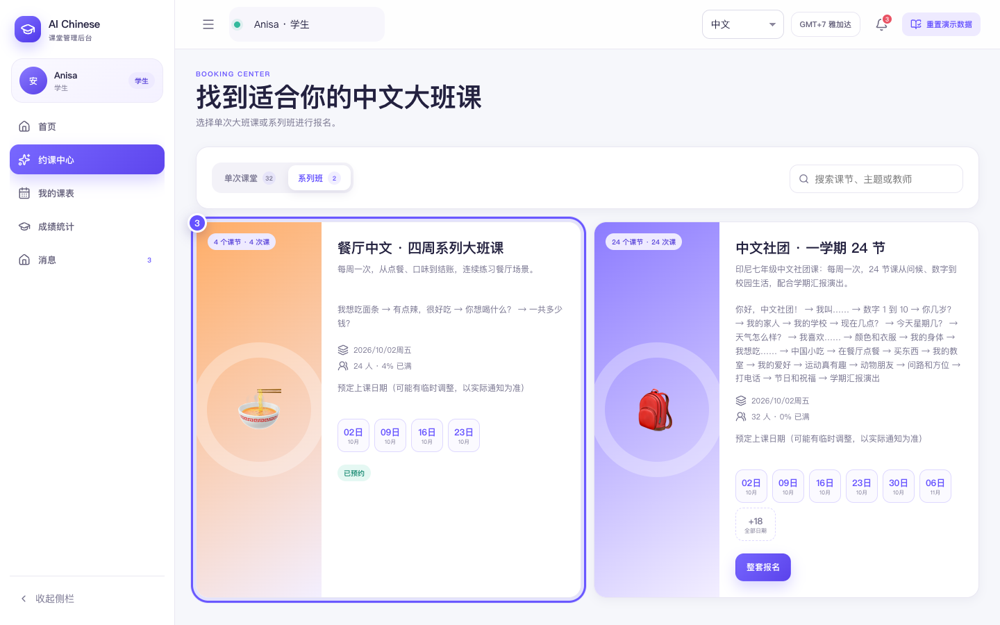 AI Chinese
课堂管理后台
安
Anisa
学生
学生
首页
约课中心
我的课表
成绩统计
消息
3
收起侧栏
Anisa · 学生
中文
GMT+7 雅加达
3
重置演示数据
BOOKING CENTER
找到适合你的中文大班课
选择单次大班课或系列班进行报名。
单次课堂 32
系列班 2
搜索课节、主题或教师
3
4 个课节 · 4 次课
餐厅中文 · 四周系列大班课
每周一次，从点餐、口味到结账，连续练习餐厅场景。
我想吃面条 → 有点辣，很好吃 → 你想喝什么？ → 一共多少
钱？
2026/10/02周五
24 人 · 4% 已满
预定上课日期（可能有临时调整，以实际通知为准）
02日 09日 16日 23日
10月 10月 10月 10月
已预约
24 个课节 · 24 次课
中文社团 · 一学期 24 节
印尼七年级中文社团课：每周一次，24 节课从问候、数字到
校园生活，配合学期汇报演出。
你好，中文社团！ → 我叫…… → 数字 1 到 10 → 你几岁？
→ 我的家人 → 我的学校 → 现在几点？ → 今天星期几？ →
天气怎么样？ → 我喜欢…… → 颜色和衣服 → 我的身体 →
我想吃…… → 中国小吃 → 在餐厅点餐 → 买东西 → 我的教
室 → 我的爱好 → 运动真有趣 → 动物朋友 → 问路和方位 →
打电话 → 节日和祝福 → 学期汇报演出
2026/10/02周五
32 人 · 0% 已满
预定上课日期（可能有临时调整，以实际通知为准）
02日 09日 16日 23日 30日 06日
10月 10月 10月 10月 10月 11月
+18
全部日期
整套报名